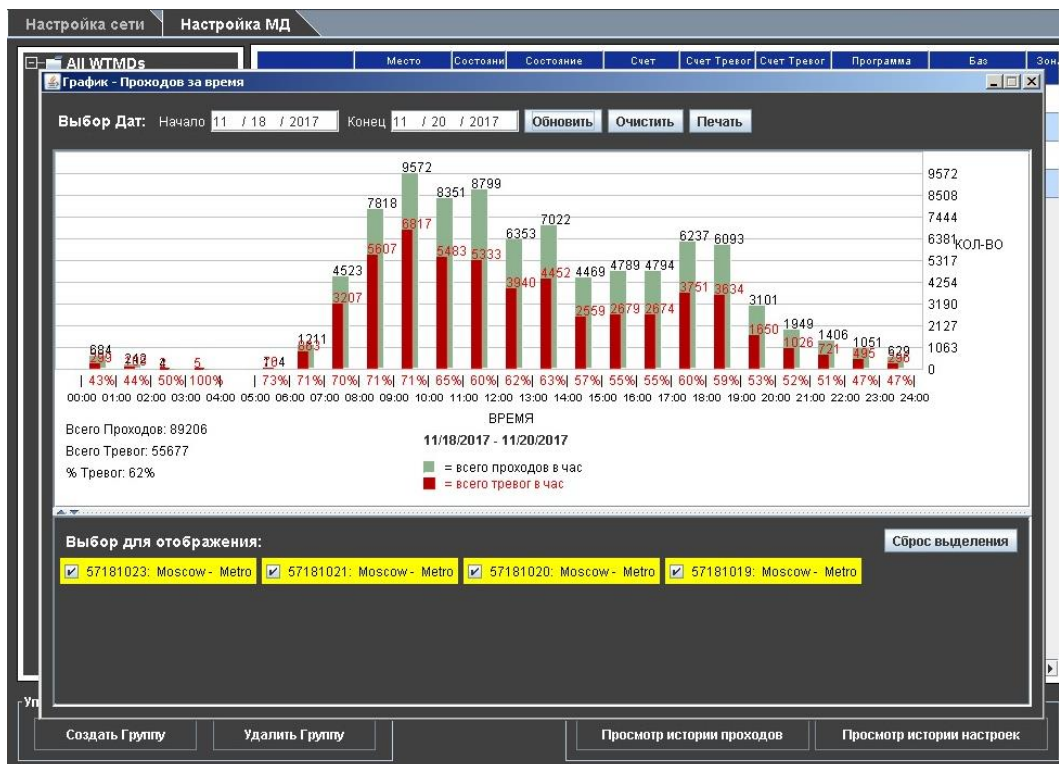 Настройка сети Настройка МД
All WTMDs
Место Состояни Состояние Счет Счет Тревог Счет Тревог Программа Баз Зон
График - Проходов за время
Выбор Дат: Начало 11 / 18 / 2017 Конец 11 / 20 / 2017 Обновить Очистить Печать
9572
8799
8351
7818
7022
6817
6353
6237
6093
5607
5483
5333
4523
4452
4469
4789
4794
3940
3751
3634
3207
3101
2559
2679
2674
1949
1650
1406
1211
1026
1051
721
684
495
629
5
9572
8508
7444
6381
КОЛ-ВО
5317
4254
3190
2127
1063
0
43% 44% 50% 100% 73% 71% 70% 71% 71% 65% 60% 62% 63% 57% 55% 55% 60% 59% 53% 52% 51% 47% 47%
00:00 01:00 02:00 03:00 04:00 05:00 06:00 07:00 08:00 09:00 10:00 11:00 12:00 13:00 14:00 15:00 16:00 17:00 18:00 19:00 20:00 21:00 22:00 23:00 24:00
ВРЕМЯ
11/18/2017 - 11/20/2017
Всего Проходов: 89206
Всего Тревог: 55677
% Тревог: 62%
= всего проходов в час
= всего тревог в час
Выбор для отображения: Сброс выделения
57181023: Moscow - Metro 57181021: Moscow - Metro 57181020: Moscow - Metro 57181019: Moscow - Metro
Уп
Создать Группу Удалить Группу Просмотр истории проходов Просмотр истории настроек